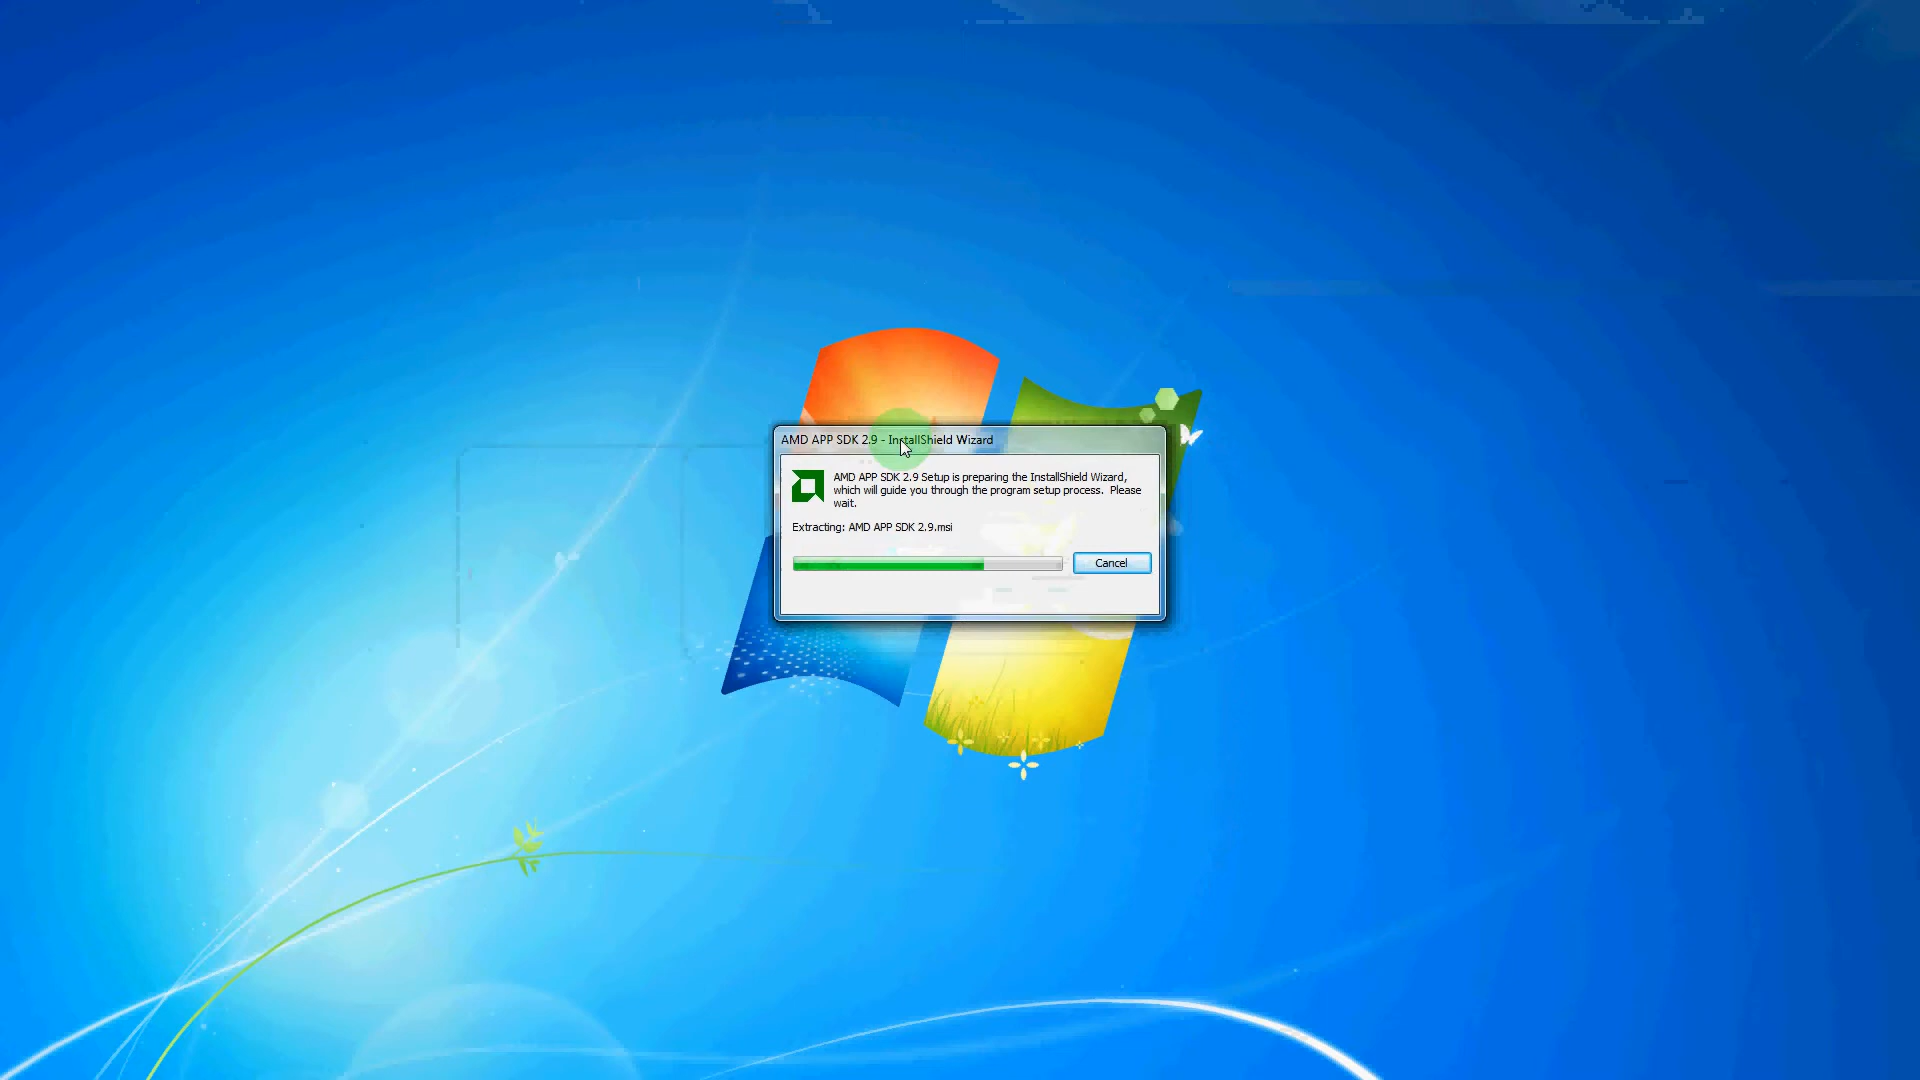 AMD APP SDK 2.9 - InstallShield Wizard
AMD APP SDK 2.9 Setup is preparing the InstallShield Wizard,
which will guide you through the program setup process.  Please
wait.
Extracting: AMD APP SDK 2.9.msi
Cancel